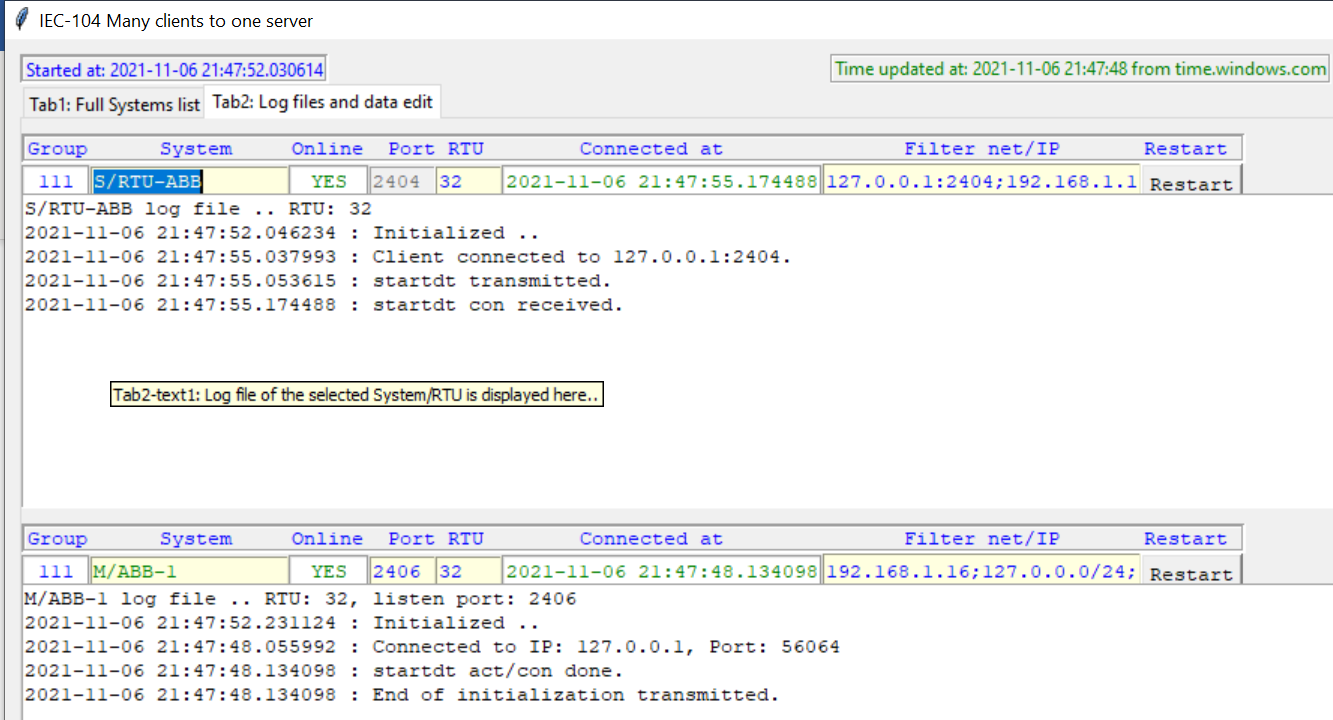 IEC-104 Many clients to one server
Started at: 2021-11-06 21:47:52.030614
Time updated at: 2021-11-06 21:47:48 from time.windows.com
Tab1: Full Systems list
Tab2: Log files and data edit
Group System Online Port RTU Connected at Filter net/IP Restart
111 S/RTU-ABB YES 2404 32 2021-11-06 21:47:55.174488 127.0.0.1:2404;192.168.1.1 Restart
S/RTU-ABB log file .. RTU: 32
2021-11-06 21:47:52.046234 : Initialized ..
2021-11-06 21:47:55.037993 : Client connected to 127.0.0.1:2404.
2021-11-06 21:47:55.053615 : startdt transmitted.
2021-11-06 21:47:55.174488 : startdt con received.
Tab2-text1: Log file of the selected System/RTU is displayed here..
Group System Online Port RTU Connected at Filter net/IP Restart
111 M/ABB-1 YES 2406 32 2021-11-06 21:47:48.134098 192.168.1.16;127.0.0.0/24; Restart
M/ABB-1 log file .. RTU: 32, listen port: 2406
2021-11-06 21:47:52.231124 : Initialized ..
2021-11-06 21:47:48.055992 : Connected to IP: 127.0.0.1, Port: 56064
2021-11-06 21:47:48.134098 : startdt act/con done.
2021-11-06 21:47:48.134098 : End of initialization transmitted.